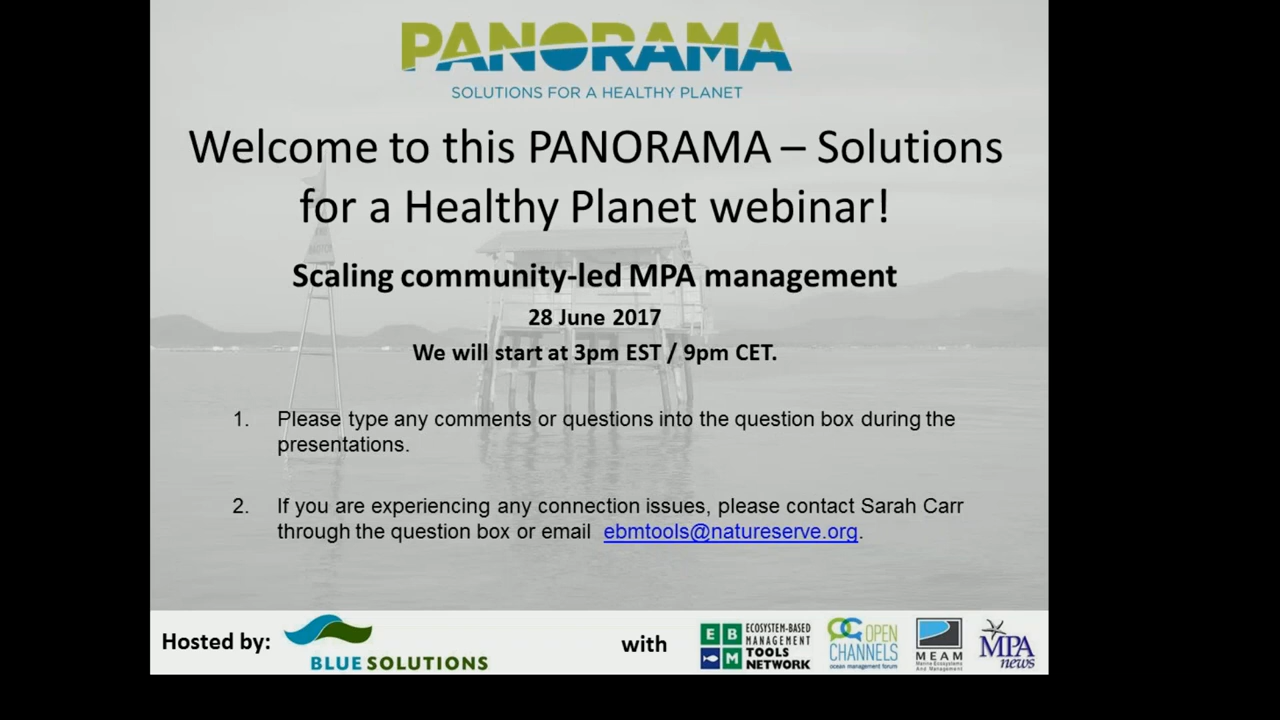 PANORAMA
SOLUTIONS FOR A HEALTHY PLANET
Welcome to this PANORAMA – Solutions
for a Healthy Planet webinar!
Scaling community-led MPA management
28 June 2017
We will start at 3pm EST / 9pm CET.
1. Please type any comments or questions into the question box during the
presentations.
2. If you are experiencing any connection issues, please contact Sarah Carr
through the question box or email ebmtools@natureserve.org.
Hosted by:
BLUE SOLUTIONS
with
E B M
ECOSYSTEM-BASED
MANAGEMENT
TOOLS
NETWORK
OPEN
CHANNELS
ocean management forum
MEAM
Marine Ecosystems
And Management
MPA
news